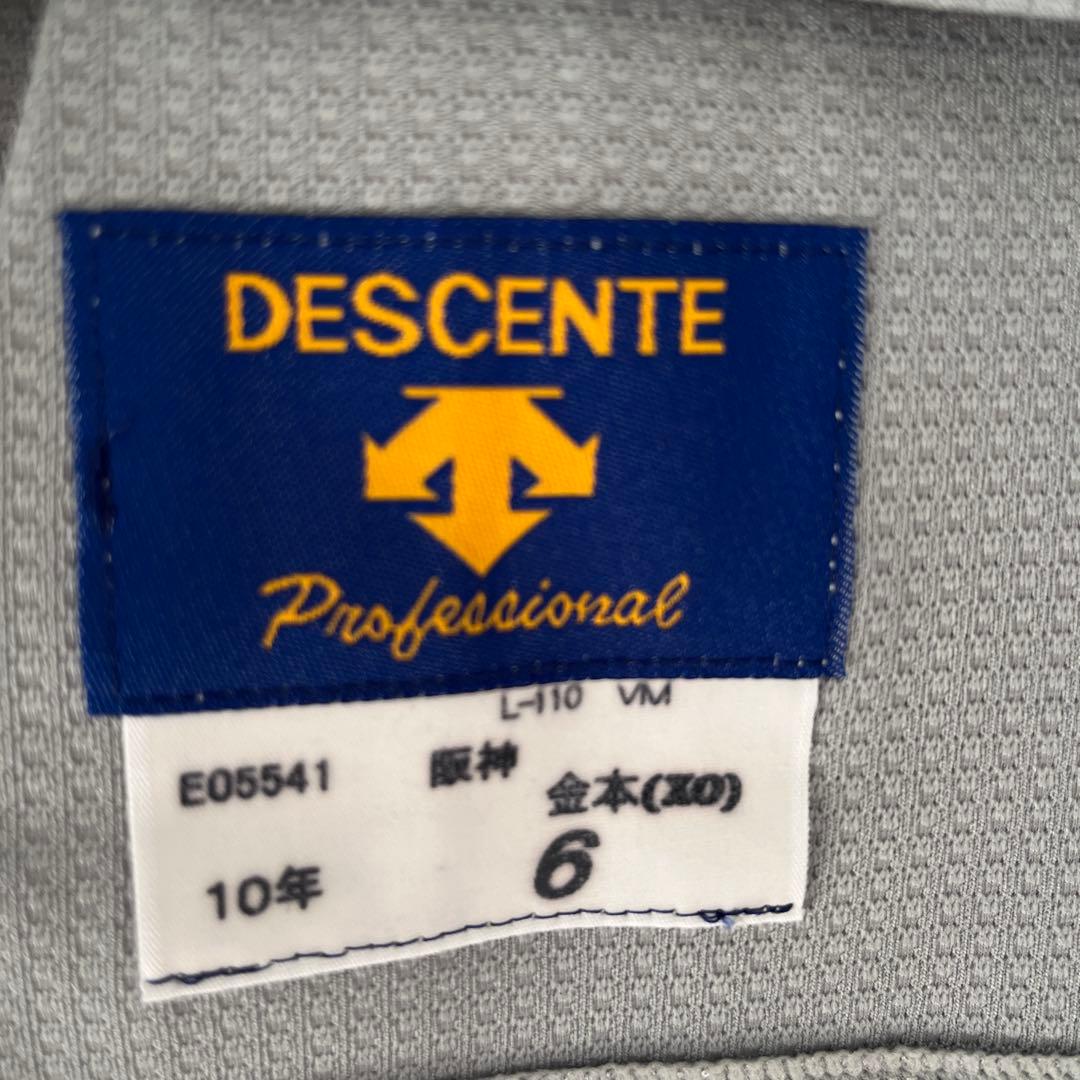 DESCENTE
Professional
L-110 VM
E05541 阪神 金本(XO)
10年 6